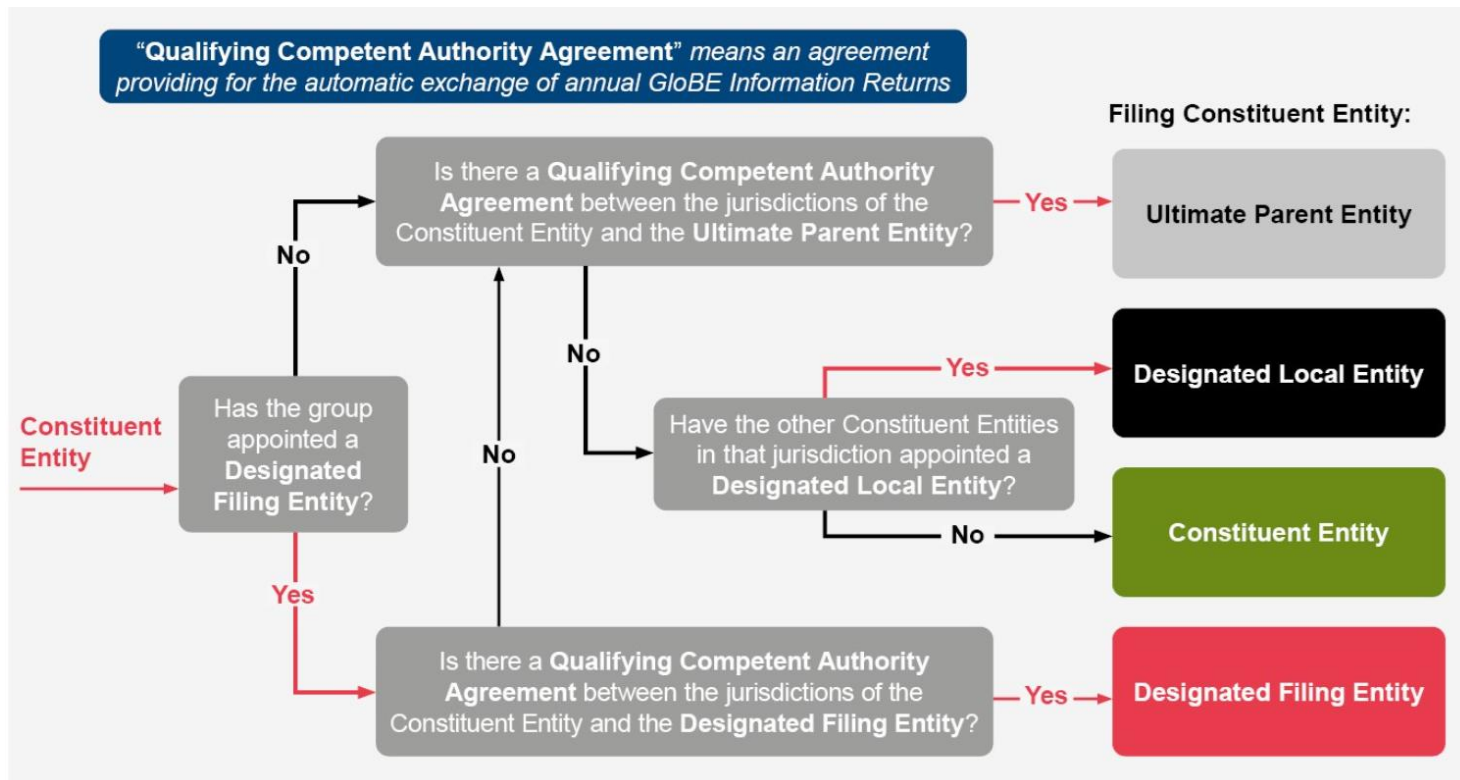 “Qualifying Competent Authority Agreement” means an agreement
providing for the automatic exchange of annual GloBE Information Returns
Filing Constituent Entity:
Is there a Qualifying Competent Authority
Agreement between the jurisdictions of the
Constituent Entity and the Ultimate Parent Entity?
Yes
Ultimate Parent Entity
No
No
Yes
Designated Local Entity
Constituent
Entity
Has the group
appointed a
Designated
Filing Entity?
No
Have the other Constituent Entities
in that jurisdiction appointed a
Designated Local Entity?
No
Constituent Entity
Yes
Is there a Qualifying Competent Authority
Agreement between the jurisdictions of the
Constituent Entity and the Designated Filing Entity?
Yes
Designated Filing Entity